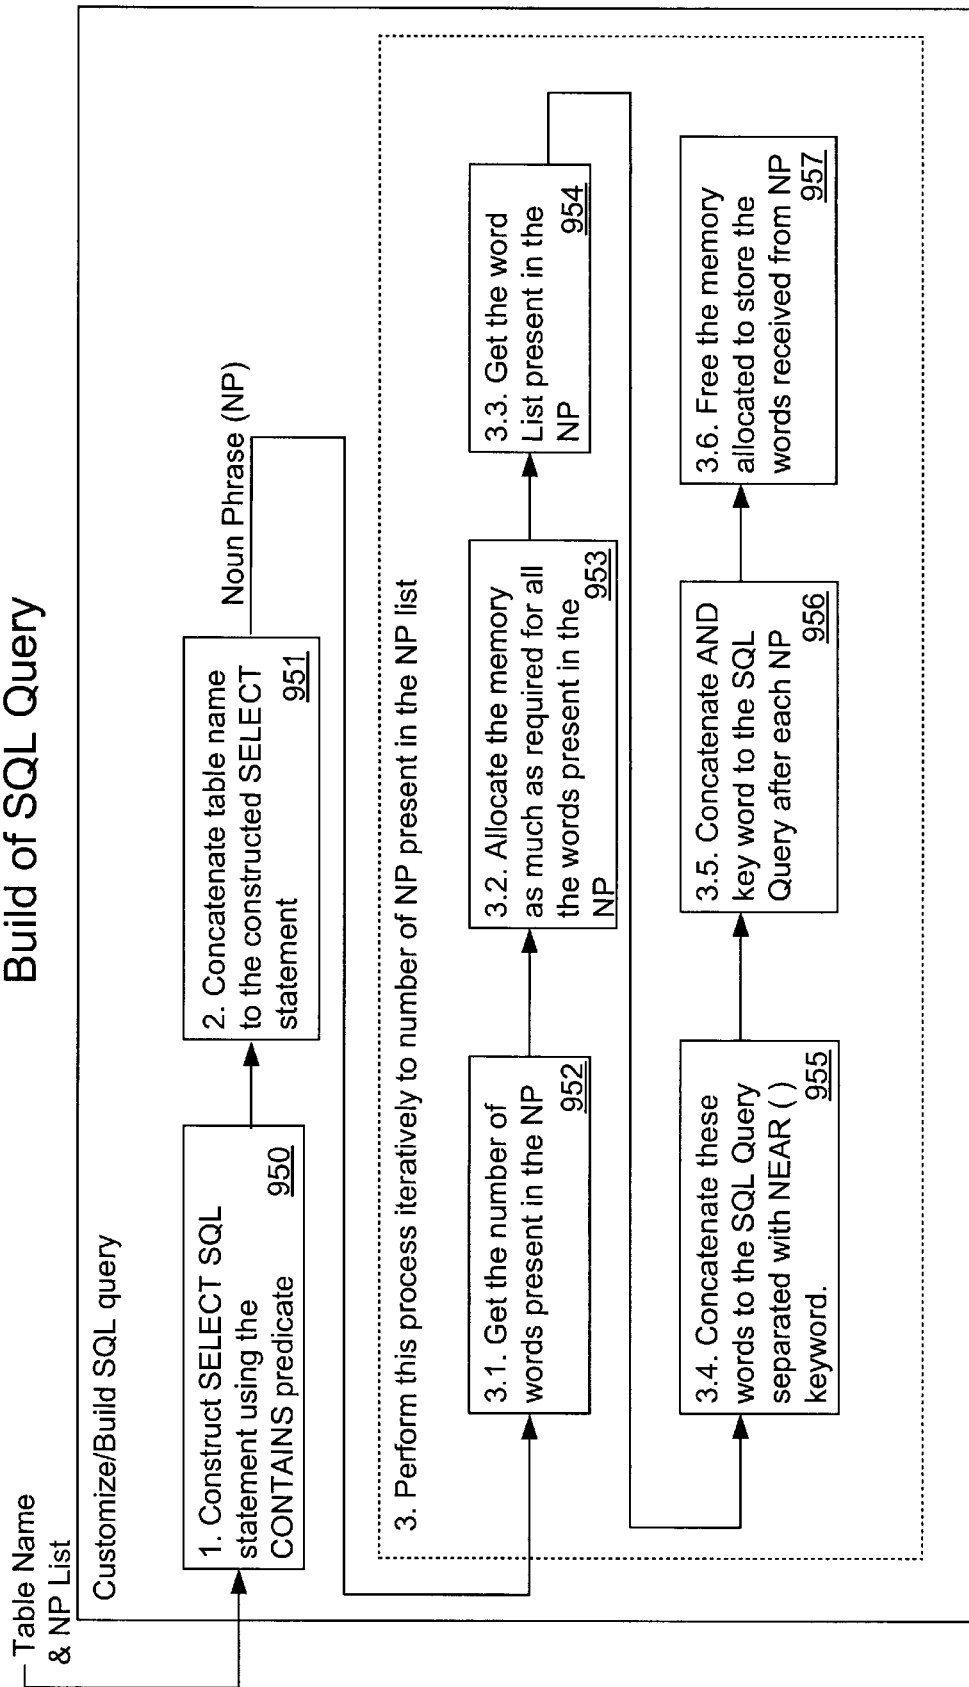 Build of SQL Query
Table Name
& NP List
Customize/Build SQL query
1. Construct SELECT SQL
statement using the
CONTAINS predicate
950
2. Concatenate table name
to the constructed SELECT
statement
951
Noun Phrase (NP)
3. Perform this process iteratively to number of NP present in the NP list
3.1. Get the number of
words present in the NP
952
3.2. Allocate the memory
as much as required for all
the words present in the
NP
953
3.3. Get the word
List present in the
NP
954
3.4. Concatenate these
words to the SQL Query
separated with NEAR ( )
keyword.
955
3.5. Concatenate AND
key word to the SQL
Query after each NP
956
3.6. Free the memory
allocated to store the
words received from NP
957